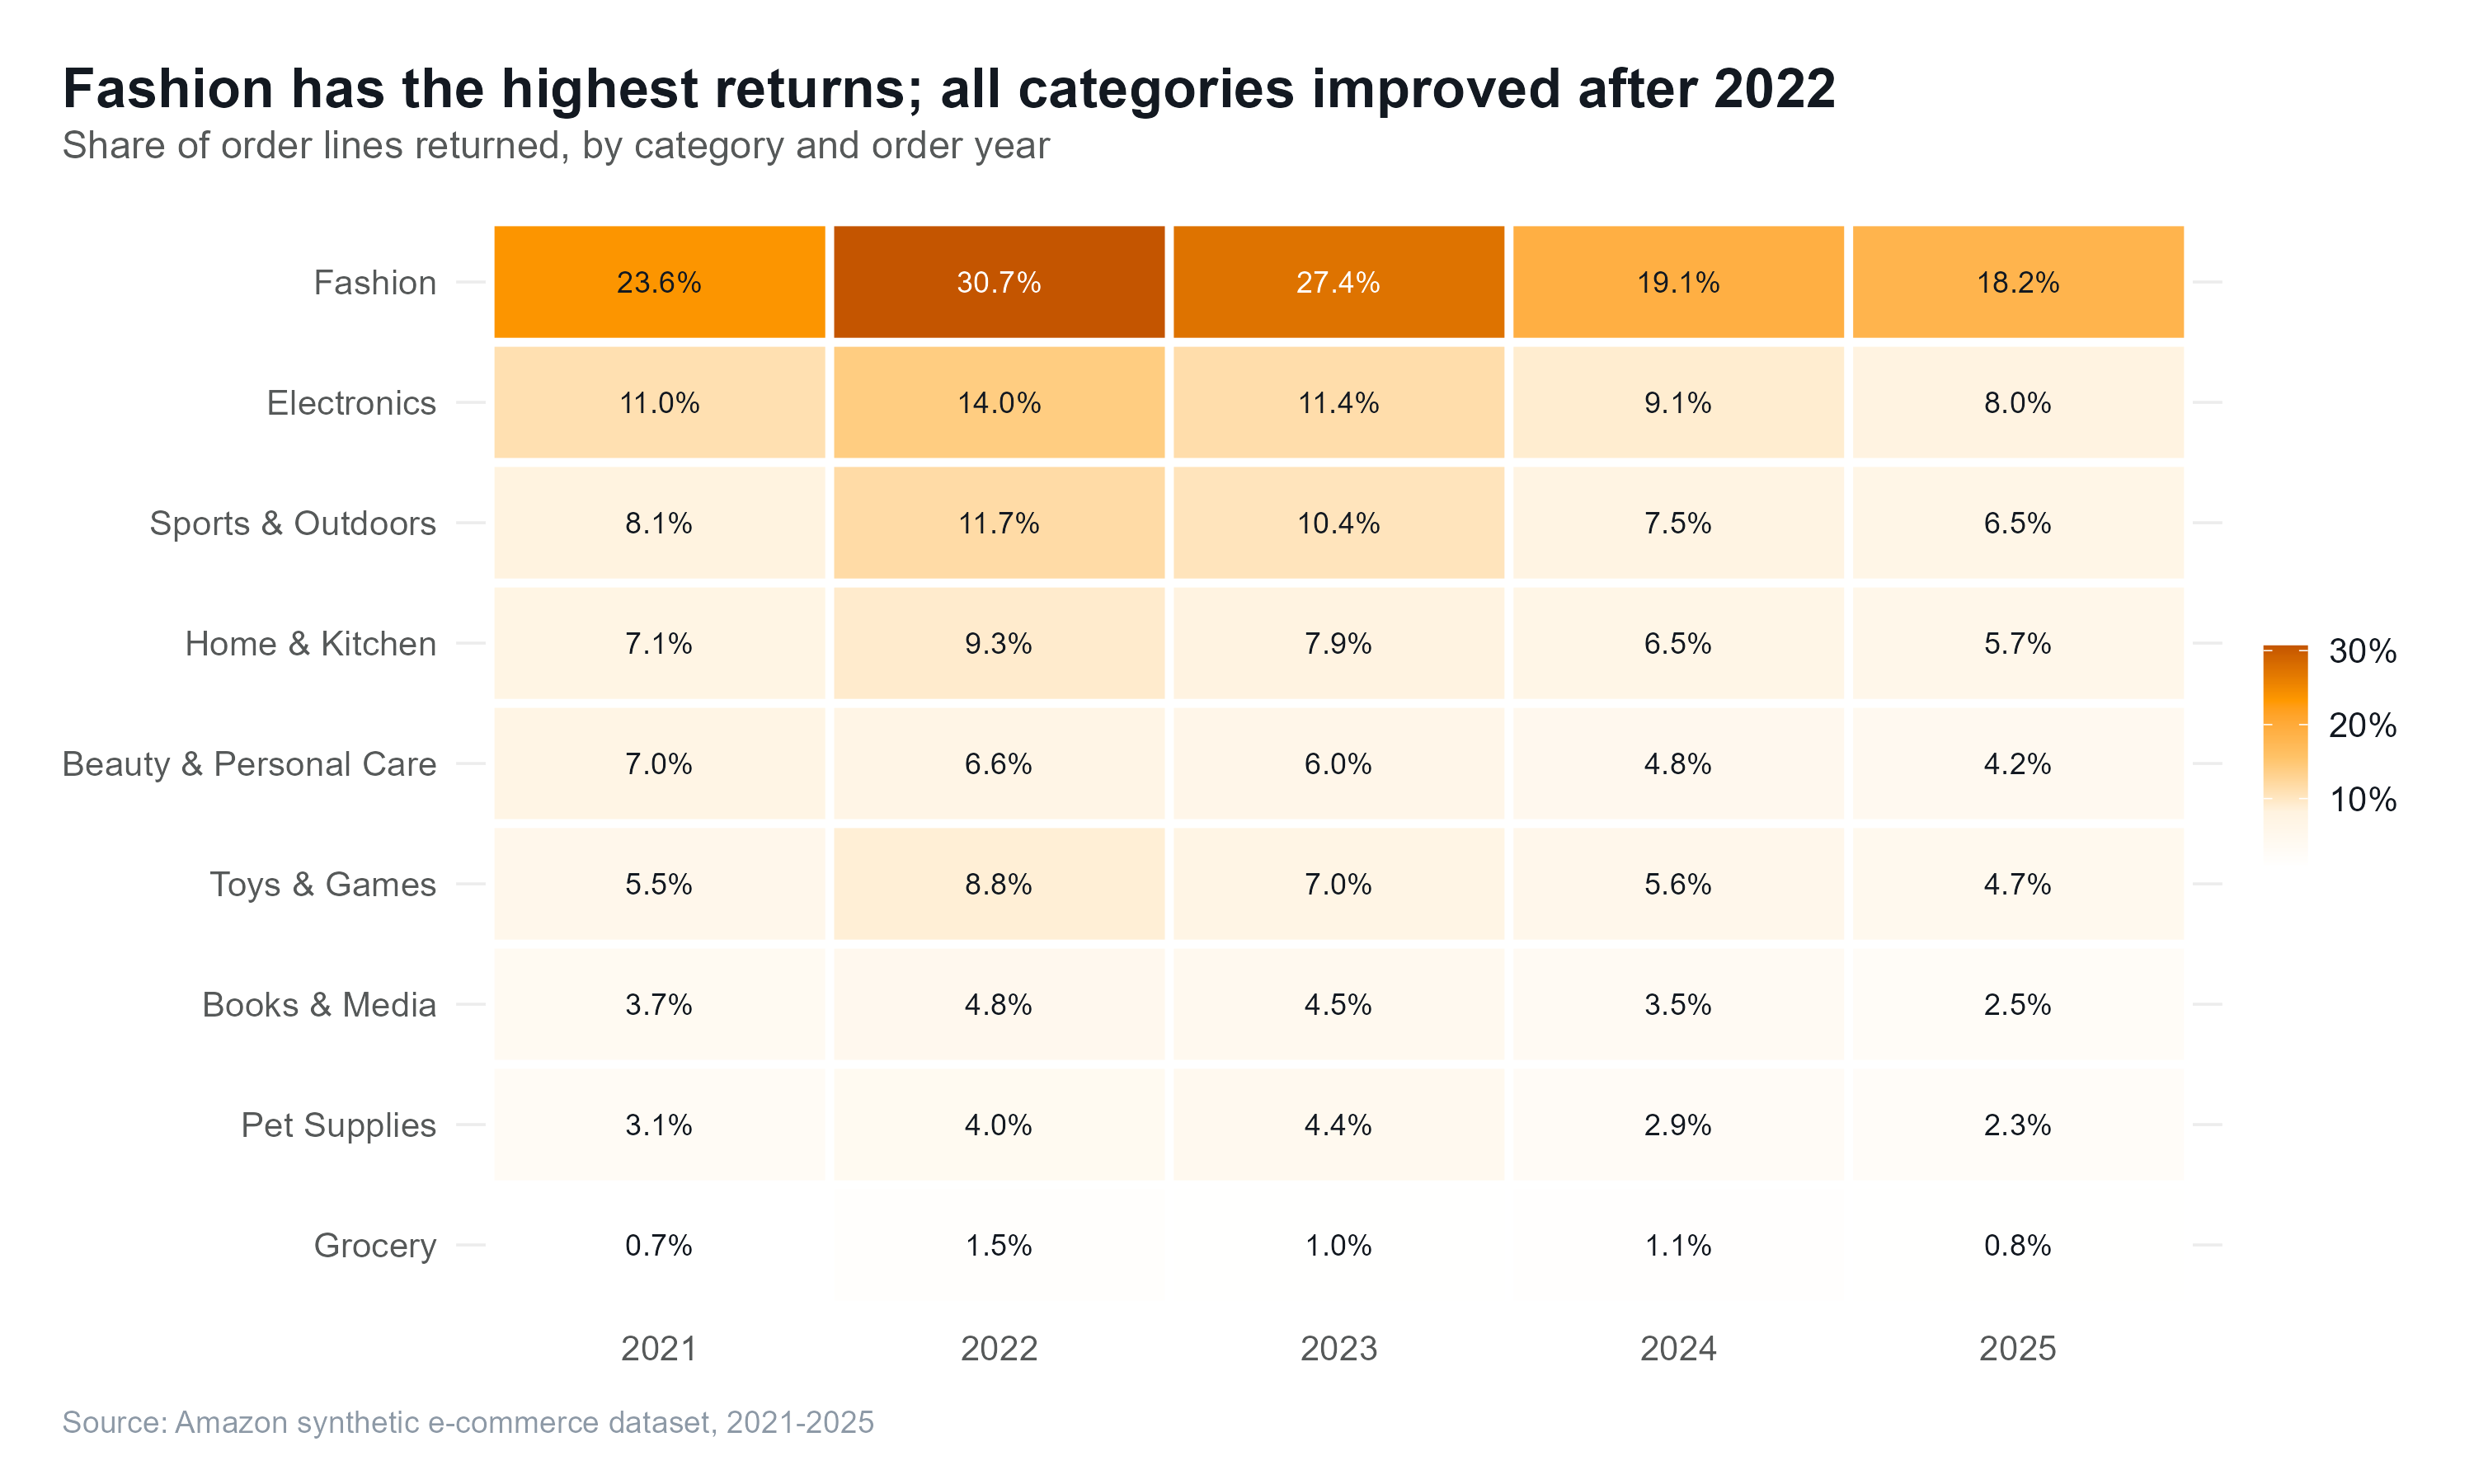 Fashion has the highest returns; all categories improved after 2022
Share of order lines returned, by category and order year
Fashion 23.6% 30.7% 27.4% 19.1% 18.2%
Electronics 11.0% 14.0% 11.4% 9.1% 8.0%
Sports & Outdoors 8.1% 11.7% 10.4% 7.5% 6.5%
Home & Kitchen 7.1% 9.3% 7.9% 6.5% 5.7%
30%
20%
Beauty & Personal Care 7.0% 6.6% 6.0% 4.8% 4.2%
10%
Toys & Games 5.5% 8.8% 7.0% 5.6% 4.7%
Books & Media 3.7% 4.8% 4.5% 3.5% 2.5%
Pet Supplies 3.1% 4.0% 4.4% 2.9% 2.3%
Grocery 0.7% 1.5% 1.0% 1.1% 0.8%
2021 2022 2023 2024 2025
Source: Amazon synthetic e-commerce dataset, 2021-2025